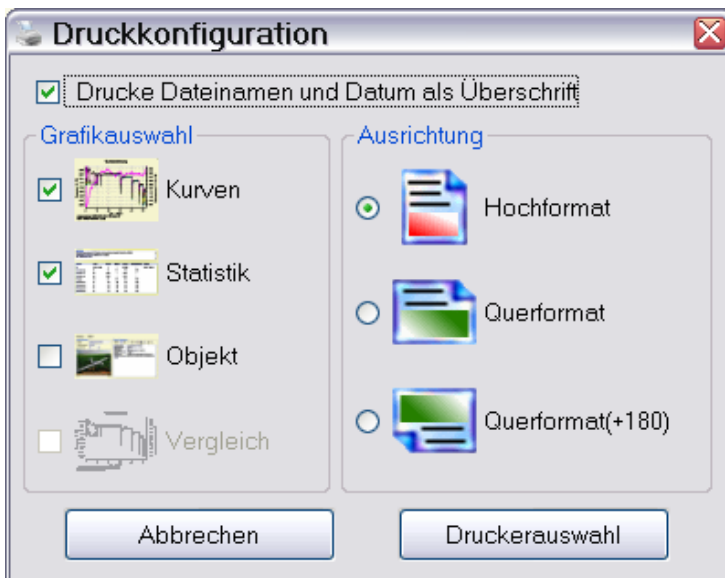 Druckkonfiguration
Drucke Dateinamen und Datum als Überschrift
Grafikauswahl
Kurven
Statistik
Objekt
Vergleich
Ausrichtung
Hochformat
Querformat
Querformat(+180)
Abbrechen
Druckerauswahl